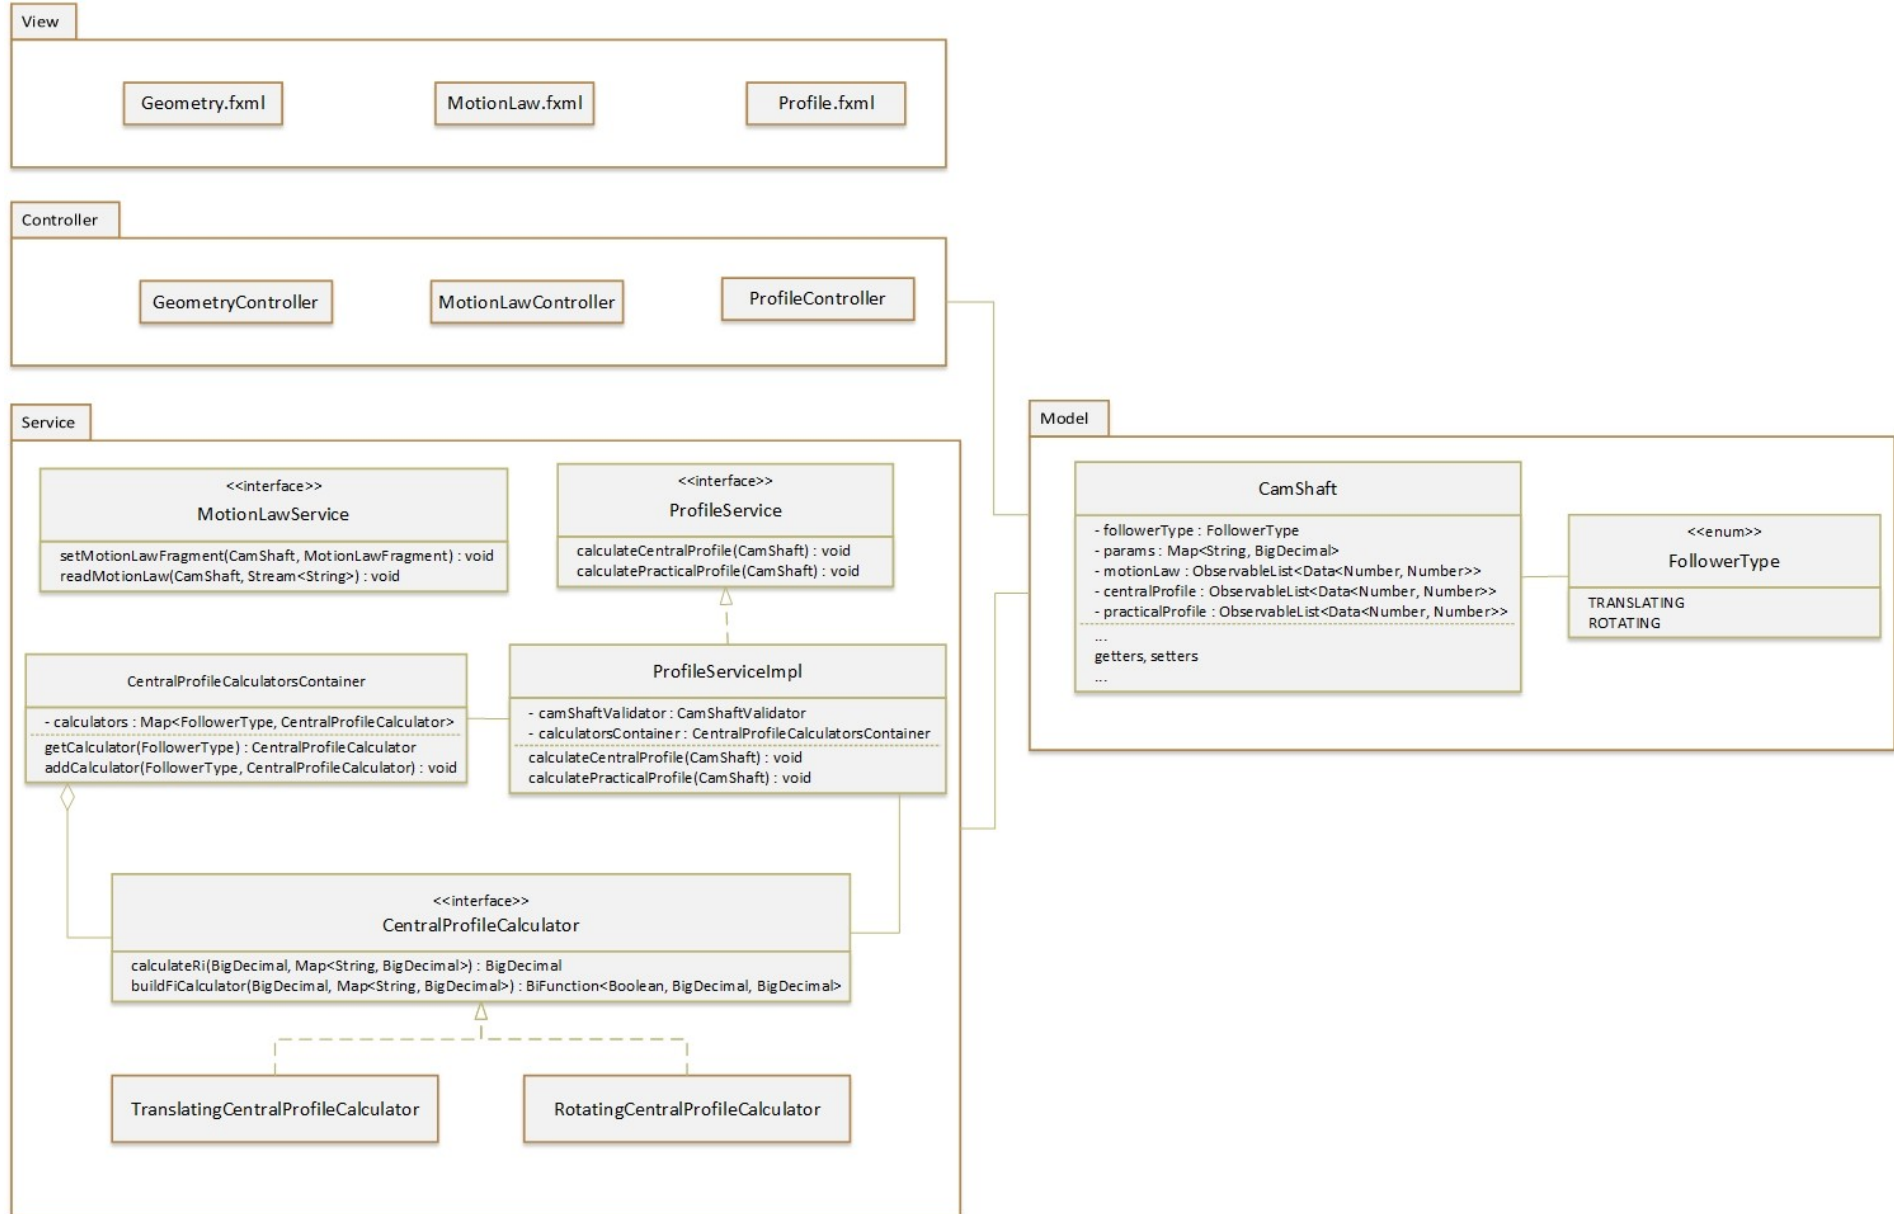 View
Geometry.fxml
MotionLaw.fxml
Profile.fxml
Controller
GeometryController
MotionLawController
ProfileController
Service
<<interface>>
MotionLawService
setMotionLawFragment(CamShaft, MotionLawFragment) : void
readMotionLaw(CamShaft, Stream<String>) : void
<<interface>>
ProfileService
calculateCentralProfile(CamShaft) : void
calculatePracticalProfile(CamShaft) : void
CentralProfileCalculatorsContainer
- calculators : Map<FollowerType, CentralProfileCalculator>
getCalculator(FollowerType) : CentralProfileCalculator
addCalculator(FollowerType, CentralProfileCalculator) : void
ProfileServiceImpl
- camShaftValidator : CamShaftValidator
- calculatorsContainer : CentralProfileCalculatorsContainer
calculateCentralProfile(CamShaft) : void
calculatePracticalProfile(CamShaft) : void
<<interface>>
CentralProfileCalculator
calculateRi(BigDecimal, Map<String, BigDecimal>) : BigDecimal
buildFiCalculator(BigDecimal, Map<String, BigDecimal>) : BiFunction<Boolean, BigDecimal, BigDecimal>
TranslatingCentralProfileCalculator
RotatingCentralProfileCalculator
Model
CamShaft
- followerType : FollowerType
- params : Map<String, BigDecimal>
- motionLaw : ObservableList<Data<Number, Number>>
- centralProfile : ObservableList<Data<Number, Number>>
- practicalProfile : ObservableList<Data<Number, Number>>
...
getters, setters
...
<<enum>>
FollowerType
TRANSLATING
ROTATING